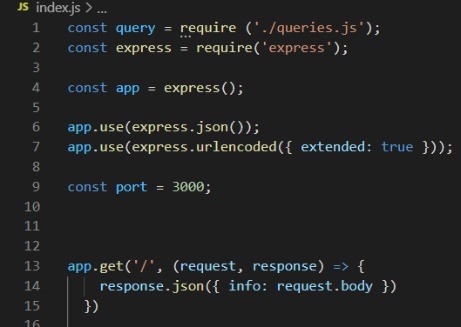 JS index.js > ...
1 const query = require ('./queries.js');
2 const express = require('express');
3
4 const app = express();
5
6 app.use(express.json());
7 app.use(express.urlencoded({ extended: true }));
8
9 const port = 3000;
10
11
12
13 app.get('/', (request, response) => {
14 response.json({ info: request.body })
15 })
16